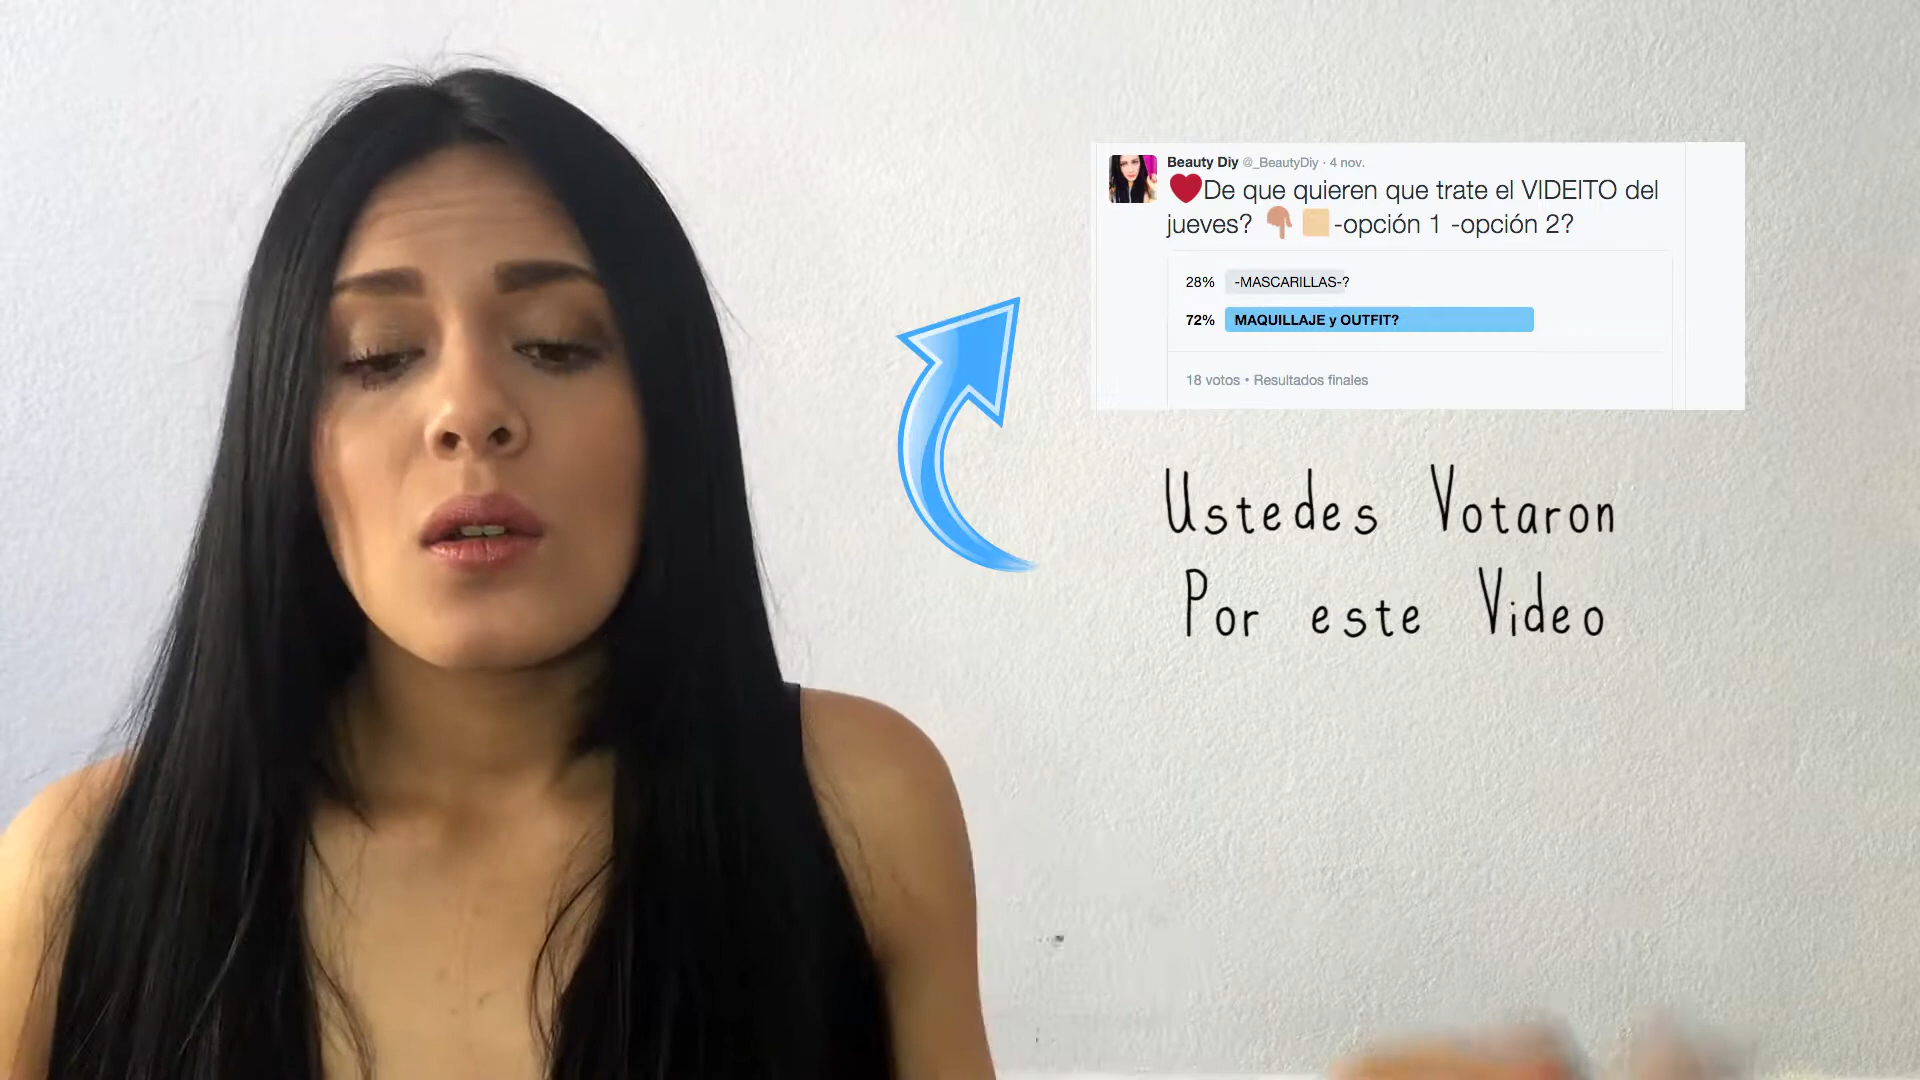 Beauty Diy @_BeautyDiy · 4 nov.
❤De que quieren que trate el VIDEITO del
jueves? 👇🏼-opción 1 -opción 2?
28% -MASCARILLAS-?
72% MAQUILLAJE y OUTFIT?
18 votos • Resultados finales
Ustedes Votaron
Por este Video